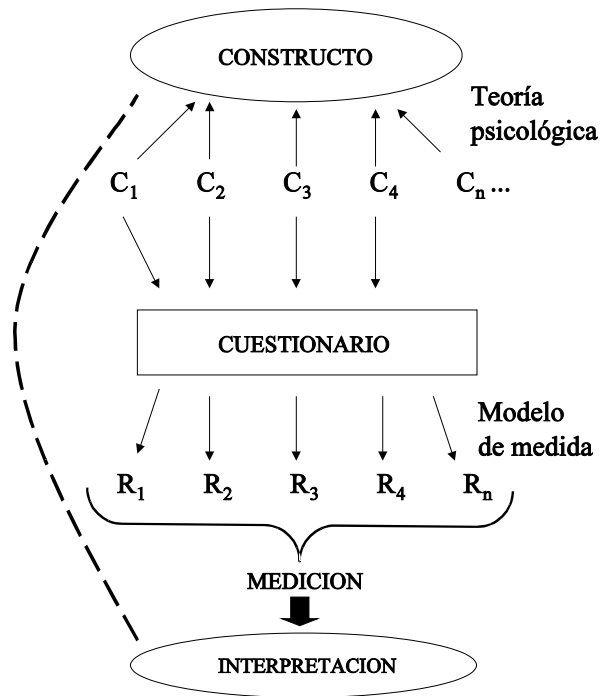 CONSTRUCTO
Teoría
psicológica
C₁ C₂ C₃ C₄ Cₙ ...
CUESTIONARIO
Modelo
de medida
R₁ R₂ R₃ R₄ Rₙ
MEDICION
INTERPRETACION